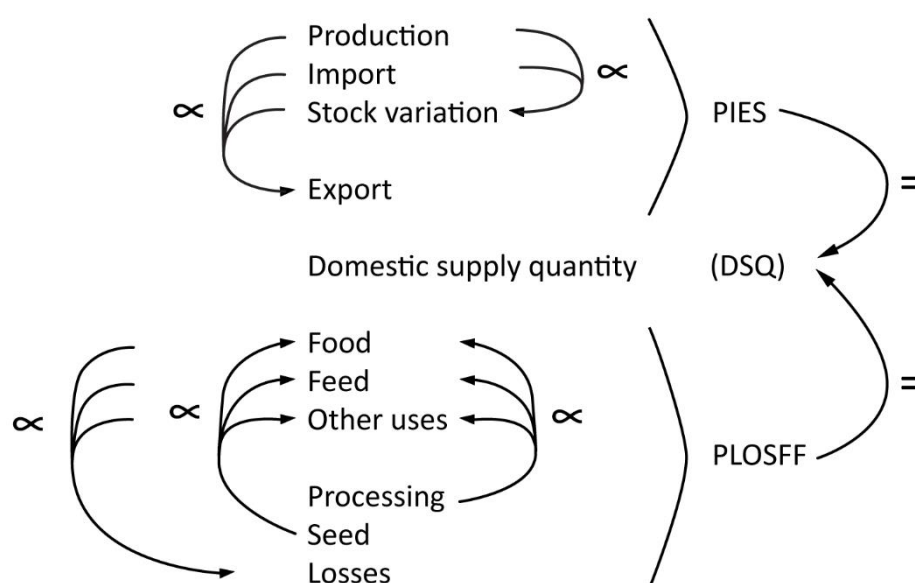 Production
Import
∝
∝
Stock variation
PIES
Export
=
Domestic supply quantity (DSQ)
Food
Feed
=
∝
∝
∝
Other uses
PLOSFF
Processing
Seed
Losses